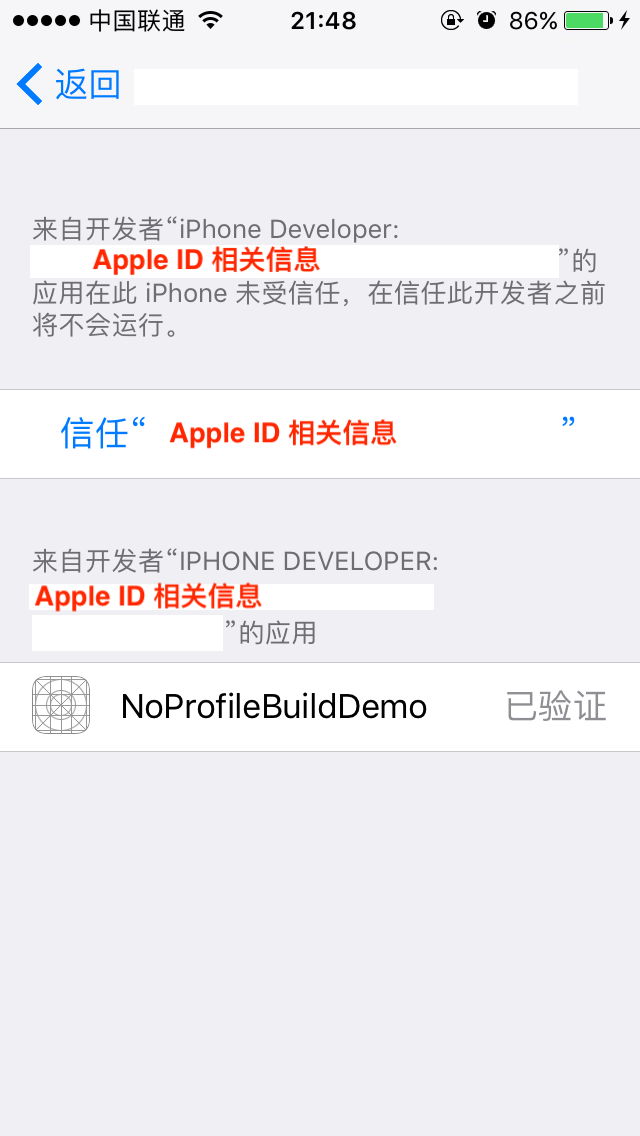 中国联通 21:48 86%
返回
来自开发者“iPhone Developer:
Apple ID 相关信息 ”的
应用在此 iPhone 未受信任，在信任此开发者之前
将不会运行。
信任“ Apple ID 相关信息 ”
来自开发者“IPHONE DEVELOPER:
Apple ID 相关信息
”的应用
NoProfileBuildDemo 已验证